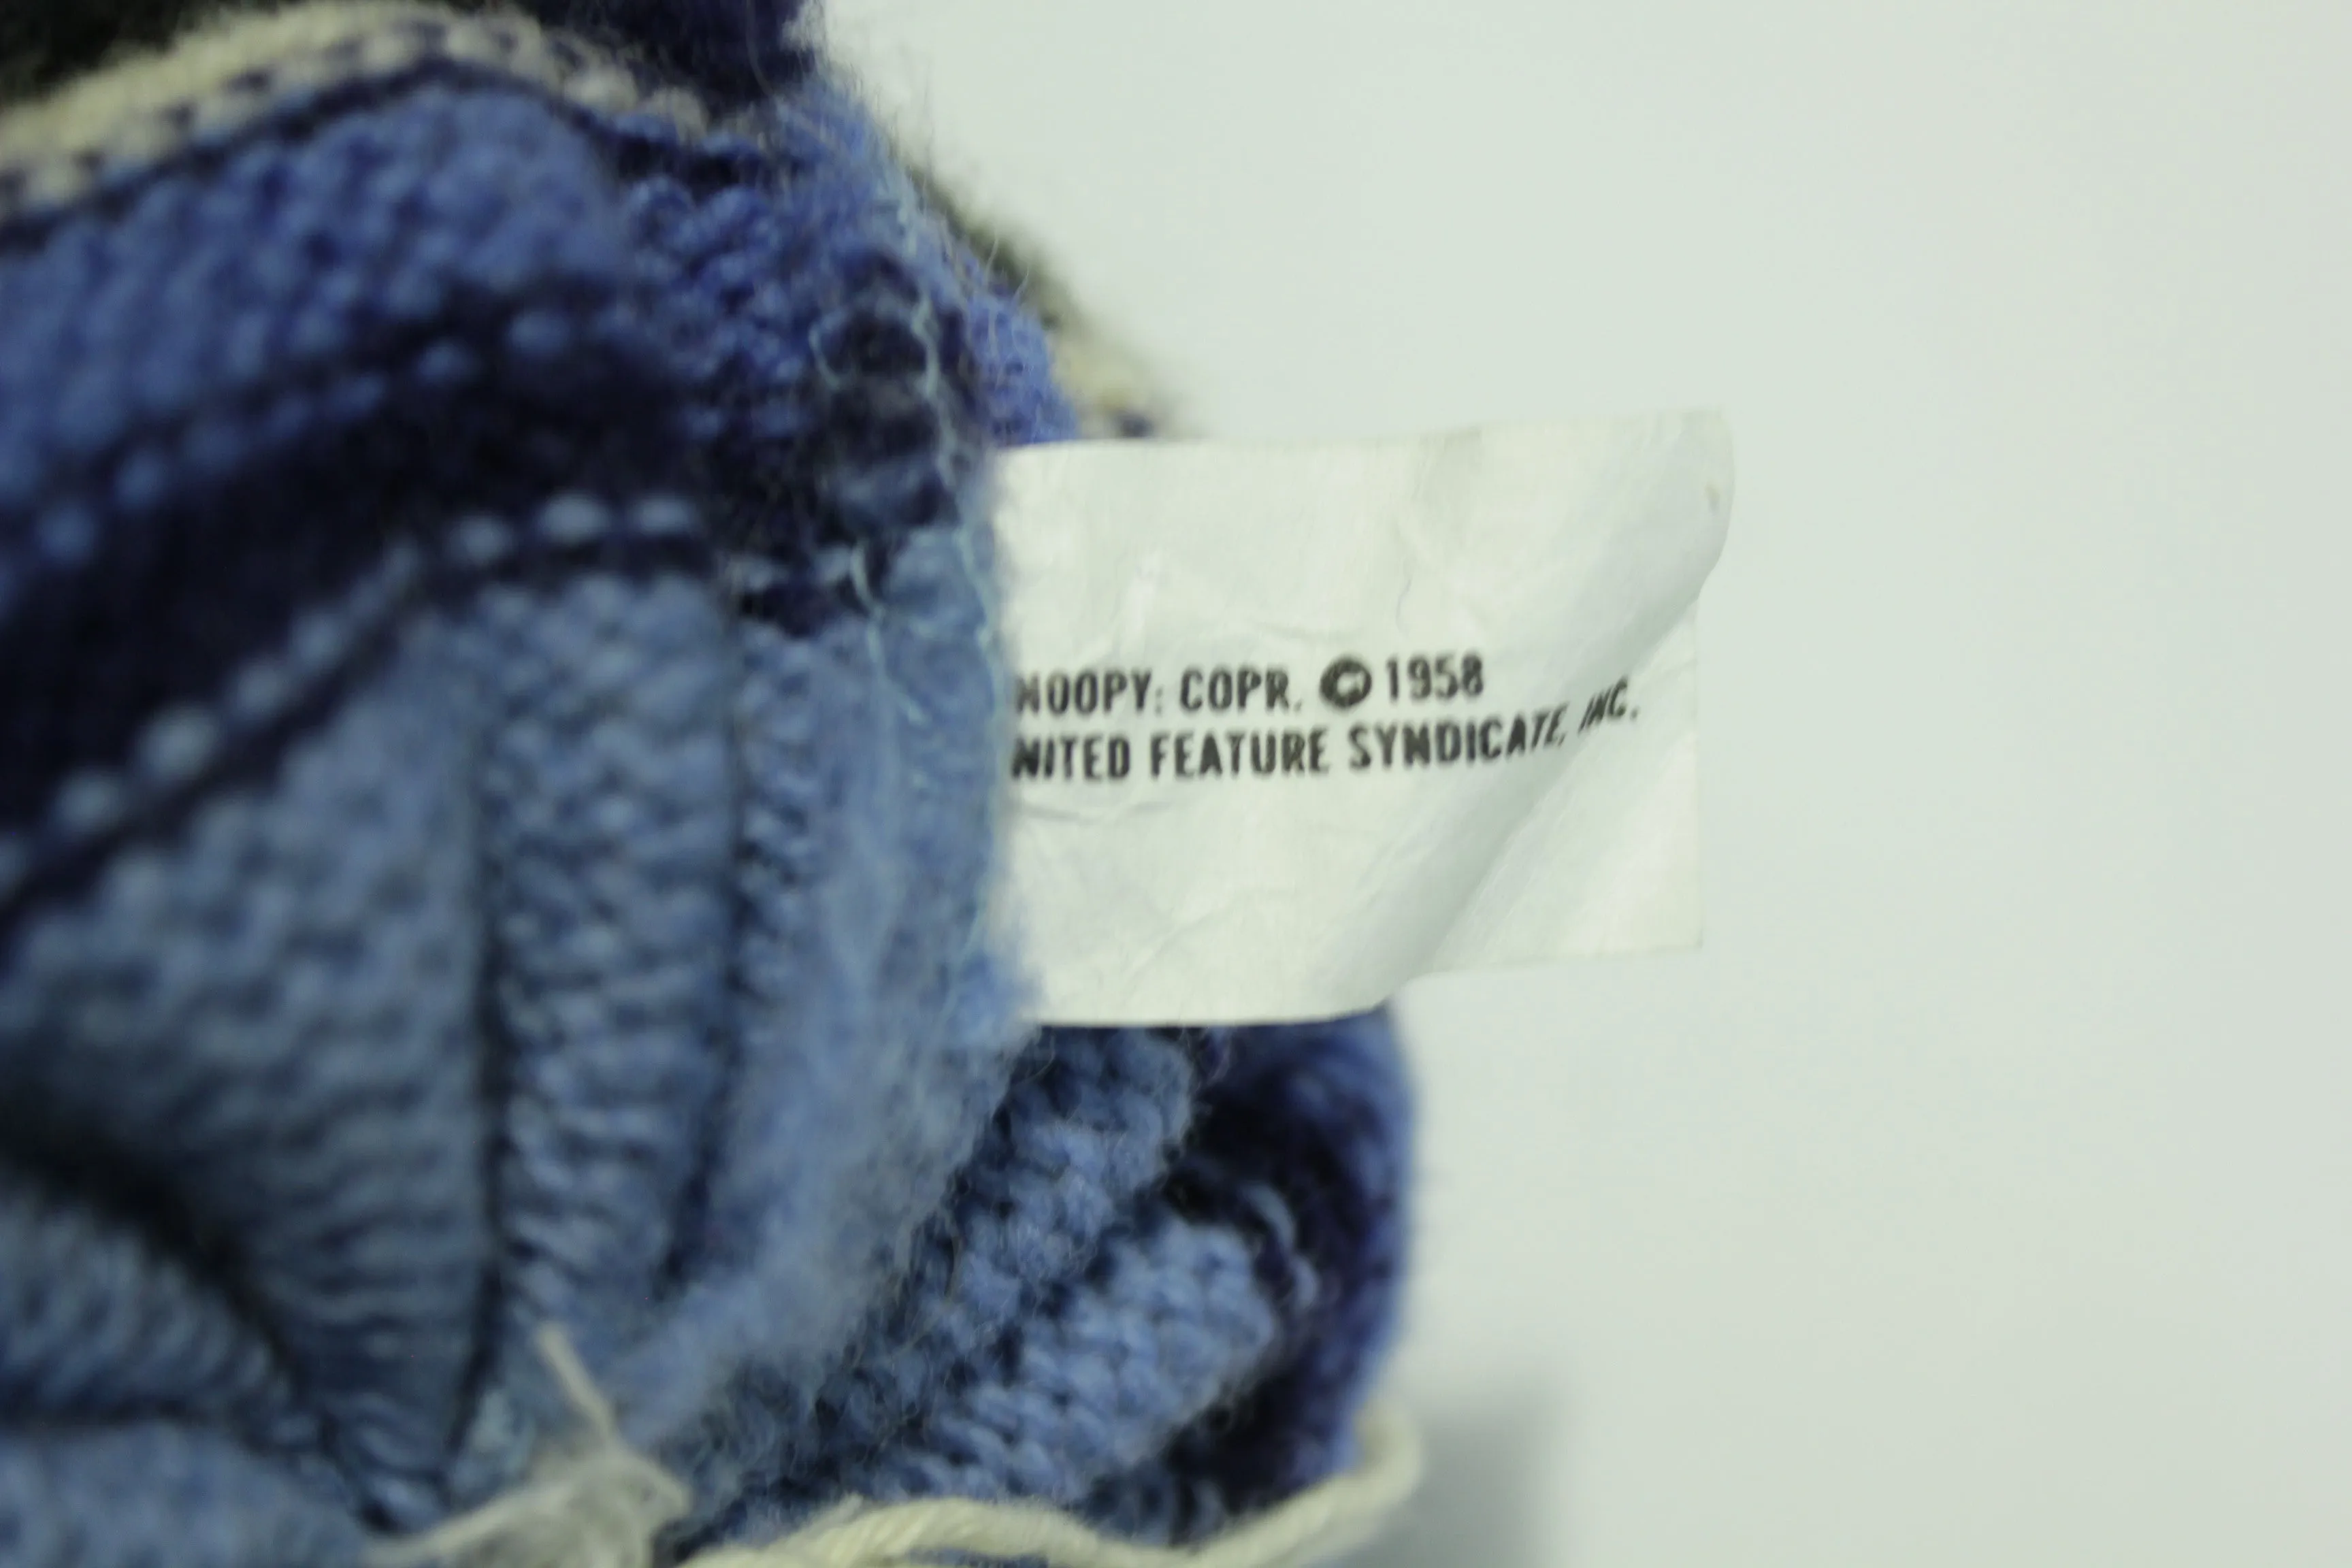 NOOPY: COPR. © 1958
NITED FEATURE SYNDICATE, INC.